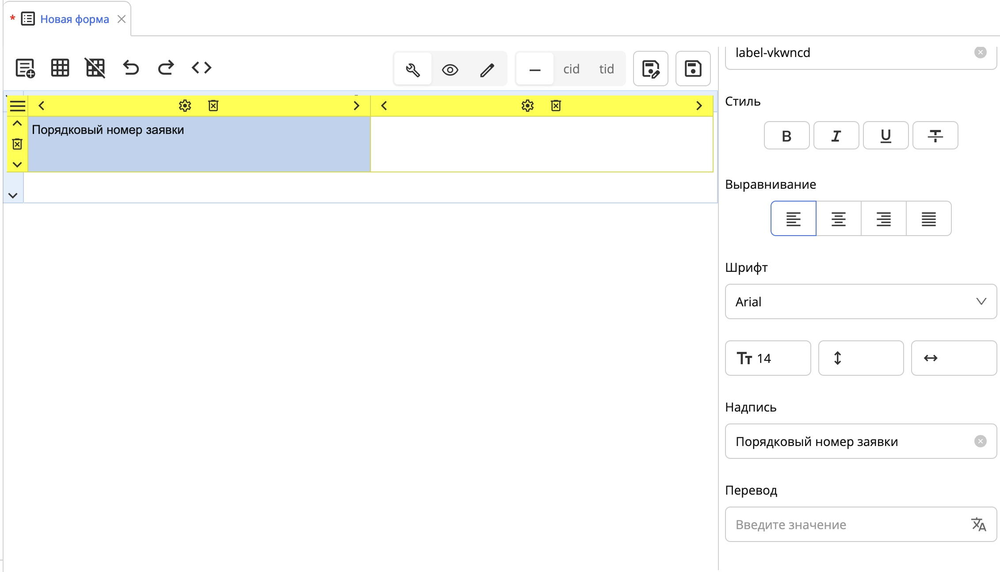 * Новая форма
cid tid
label-vkwncd
Стиль
B I U T
Порядковый номер заявки
Выравнивание
Шрифт
Arial
Tт 14
Надпись
Порядковый номер заявки
Перевод
Введите значение